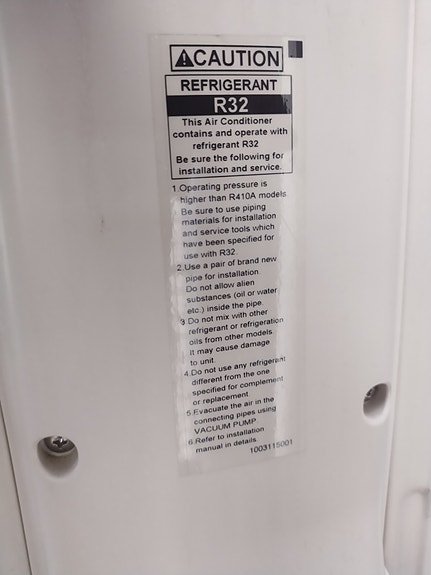 CAUTION
REFRIGERANT
R32
This Air Conditioner
contains and operate with
refrigerant R32
Be sure the following for
installation and service.
1.Operating pressure is
higher than R410A models.
Be sure to use piping
materials for installation
and service tools which
have been specified for
use with R32.
2.Use a pair of brand new
pipe for installation.
Do not allow alien
substances (oil or water
etc.) inside the pipe.
3.Do not mix with other
refrigerant or refrigeration
oils from other models.
It may cause damage
to unit.
4.Do not use any refrigerant
different from the one
specified for complement
or replacement.
5.Evacuate the air in the
connecting pipes using
VACUUM PUMP
6.Refer to installation
manual in details
1003115001